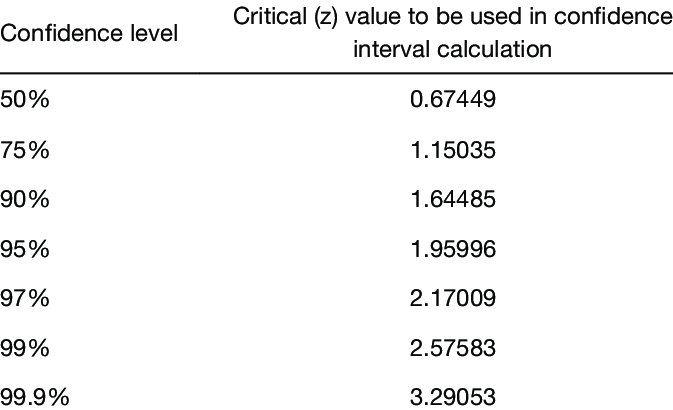 Confidence level
Critical (z) value to be used in confidence
interval calculation
50% 0.67449
75% 1.15035
90% 1.64485
95% 1.95996
97% 2.17009
99% 2.57583
99.9% 3.29053